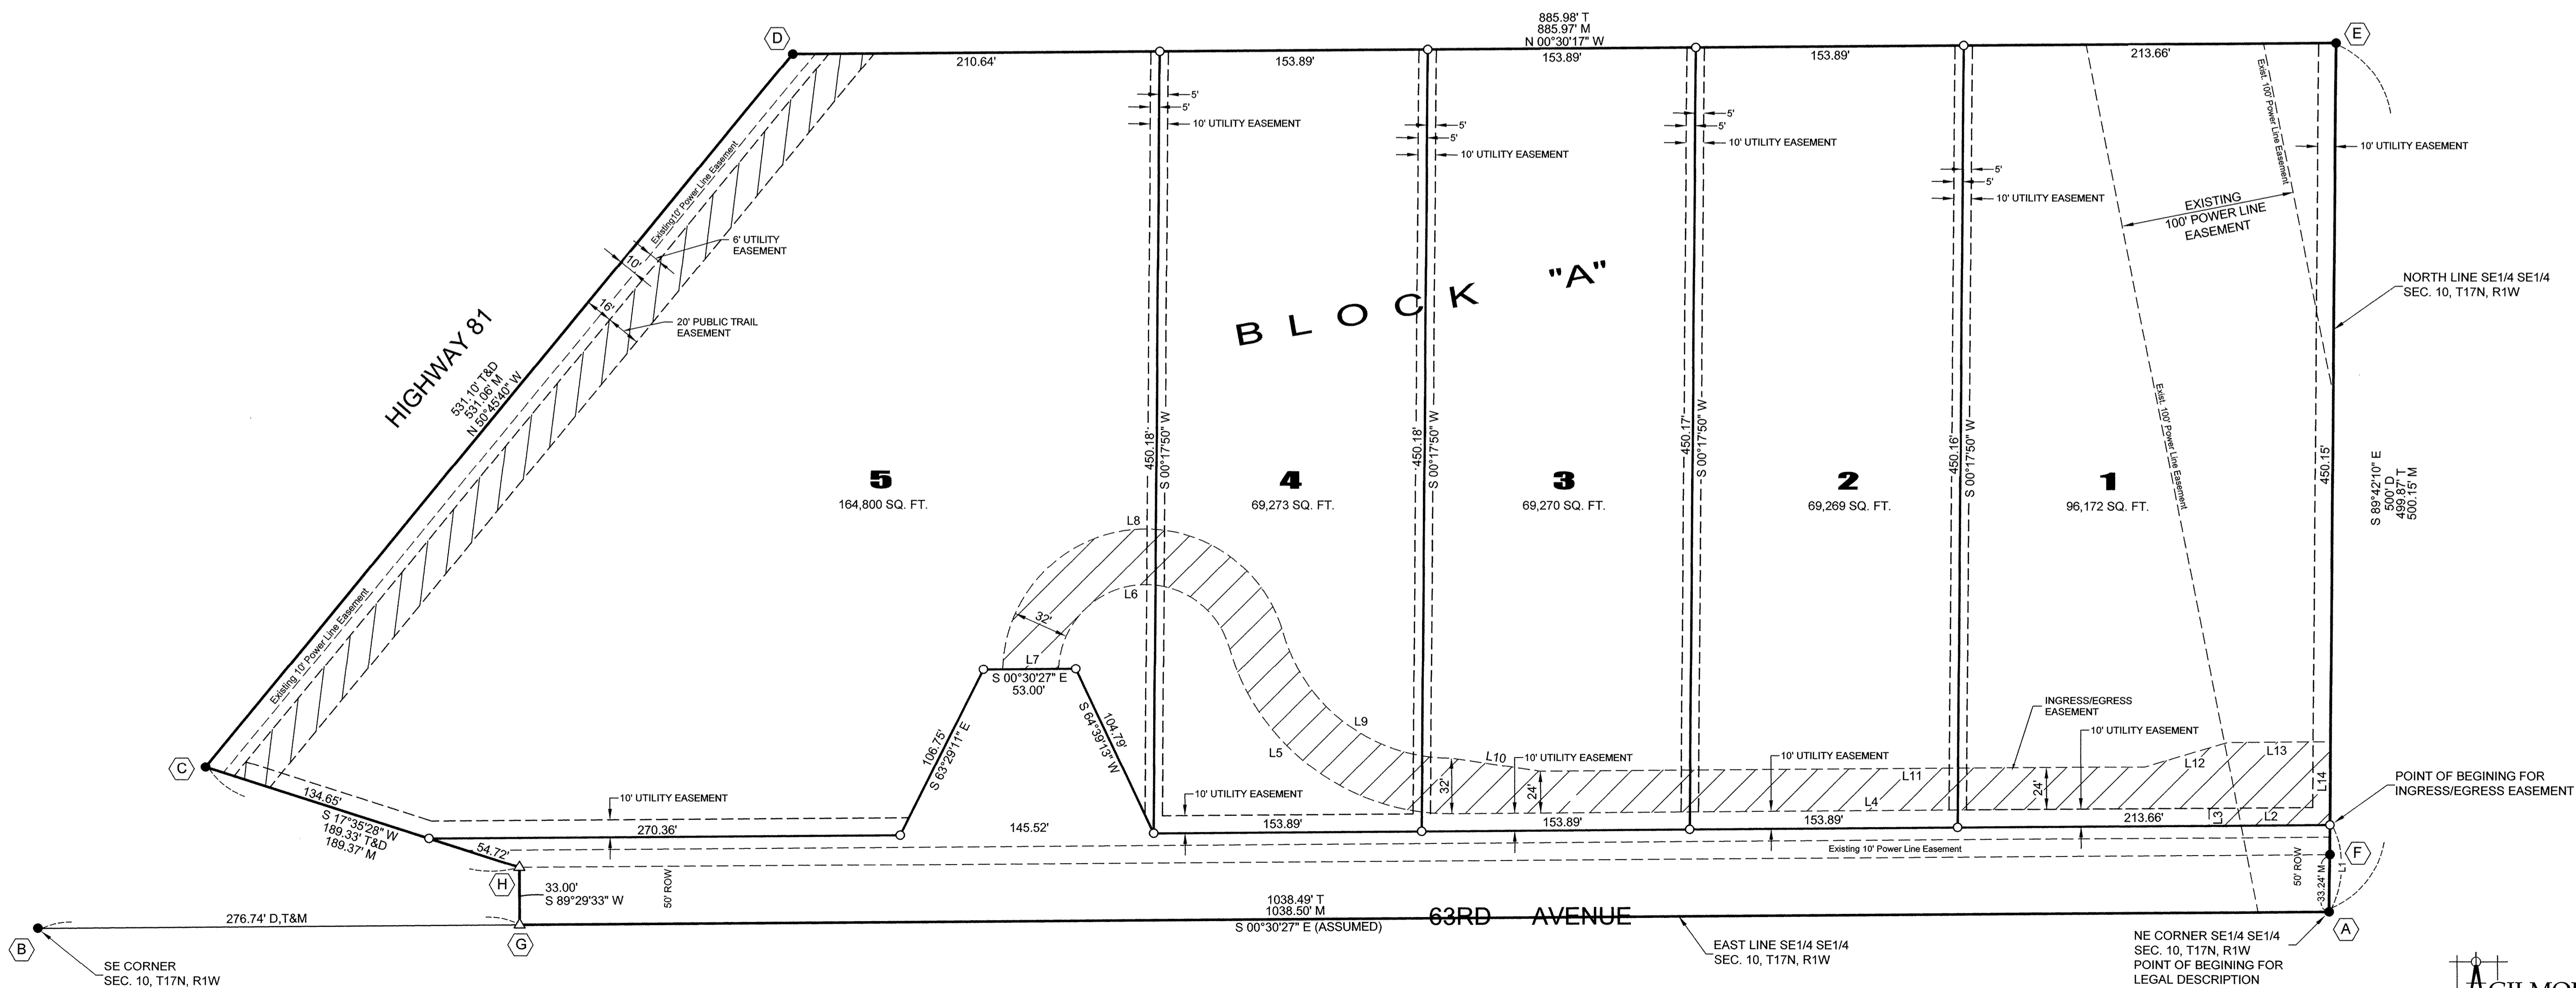 885.98' T
885.97' M
N 00°30'17" W
D
E
210.64'
153.89'
153.89'
153.89'
213.66'
5'
5'
10' UTILITY EASEMENT
5'
5'
10' UTILITY EASEMENT
5'
5'
10' UTILITY EASEMENT
5'
5'
10' UTILITY EASEMENT
10' UTILITY EASEMENT
Exist. 100' Power Line Easement
EXISTING
100' POWER LINE
EASEMENT
Existing10' Power Line Easement
6' UTILITY
EASEMENT
10'
16'
20' PUBLIC TRAIL
EASEMENT
BLOCK "A"
NORTH LINE SE1/4 SE1/4
SEC. 10, T17N, R1W
HIGHWAY 81
531.10' T&D
531.06' M
N 50°45'40" W
450.18'
S 00°17'50" W
450.18'
S 00°17'50" W
450.17'
S 00°17'50" W
450.16'
S 00°17'50" W
Exist. 100' Power Line Easement
450.15'
S 89°42'10" E
500' D
499.87' T
500.15' M
5
164,800 SQ. FT.
4
69,273 SQ. FT.
3
69,270 SQ. FT.
2
69,269 SQ. FT.
1
96,172 SQ. FT.
L8
L6
32'
L7
S 00°30'27" E
53.00'
Existing 10' Power Line Easement
106.75'
S 63°29'11" E
104.79'
S 64°39'13" W
L5
L9
L10
INGRESS/EGRESS
EASEMENT
10' UTILITY EASEMENT
10' UTILITY EASEMENT
10' UTILITY EASEMENT
L13
L12
L11
L14
C
32'
24'
24'
L4
L3
L2
POINT OF BEGINING FOR
INGRESS/EGRESS EASEMENT
134.65'
S 17°35'28" W
189.33' T&D
189.37' M
10' UTILITY EASEMENT
10' UTILITY EASEMENT
270.36'
145.52'
153.89'
153.89'
153.89'
213.66'
54.72'
Existing 10' Power Line Easement
F
H
33.00'
S 89°29'33" W
50' ROW
50' ROW
33.24' M
L1
276.74' D,T&M
1038.49' T
1038.50' M
S 00°30'27" E (ASSUMED)
63RD AVENUE
B
G
A
SE CORNER
SEC. 10, T17N, R1W
EAST LINE SE1/4 SE1/4
SEC. 10, T17N, R1W
NE CORNER SE1/4 SE1/4
SEC. 10, T17N, R1W
POINT OF BEGINING FOR
LEGAL DESCRIPTION